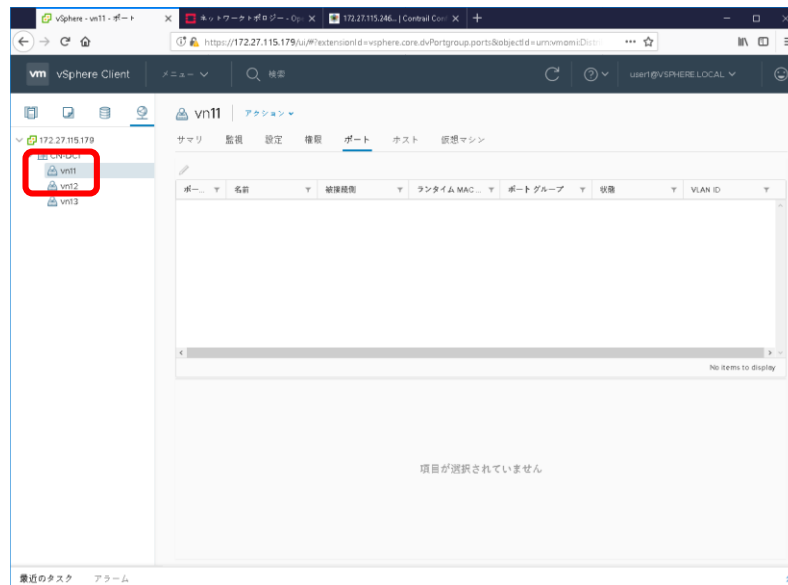 vSphere - vn11 - ポート
ネットワークトポロジー - Op
172.27.115.246... | Contrail Con
https://172.27.115.179/ui/#?extensionId=vsphere.core.dvPortgroup.ports&objectId=urn:vmomi:Dist
vm vSphere Client
メニュー
検索
user1@VSPHERE.LOCAL
vn11
アクション
172.27.115.179
サマリ 監視 設定 権限 ポート ホスト 仮想マシン
CN-DC1
vn11
vn12
vn13
ポー... 名前 被接続側 ランタイム MAC ... ポート グループ 状態 VLAN ID
No items to display
項目が選択されていません
最近のタスク アラーム